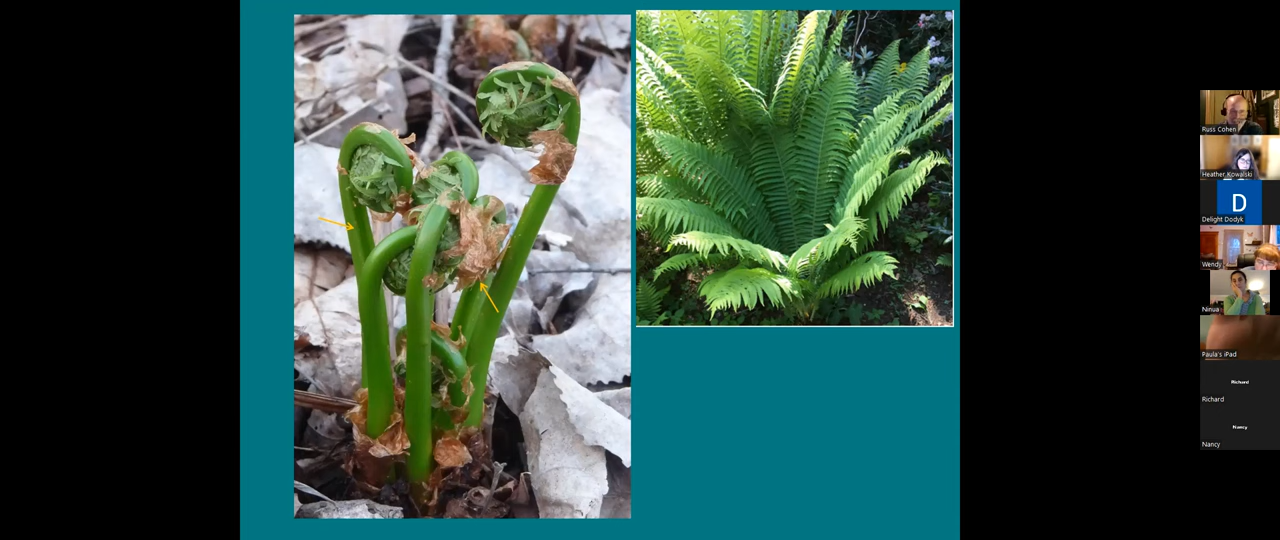 Russ Cohen
Heather Kowalski
D
Delight Dodyk
Wendy
Ninua
Paula's iPad
Richard
Richard
Nancy
Nancy